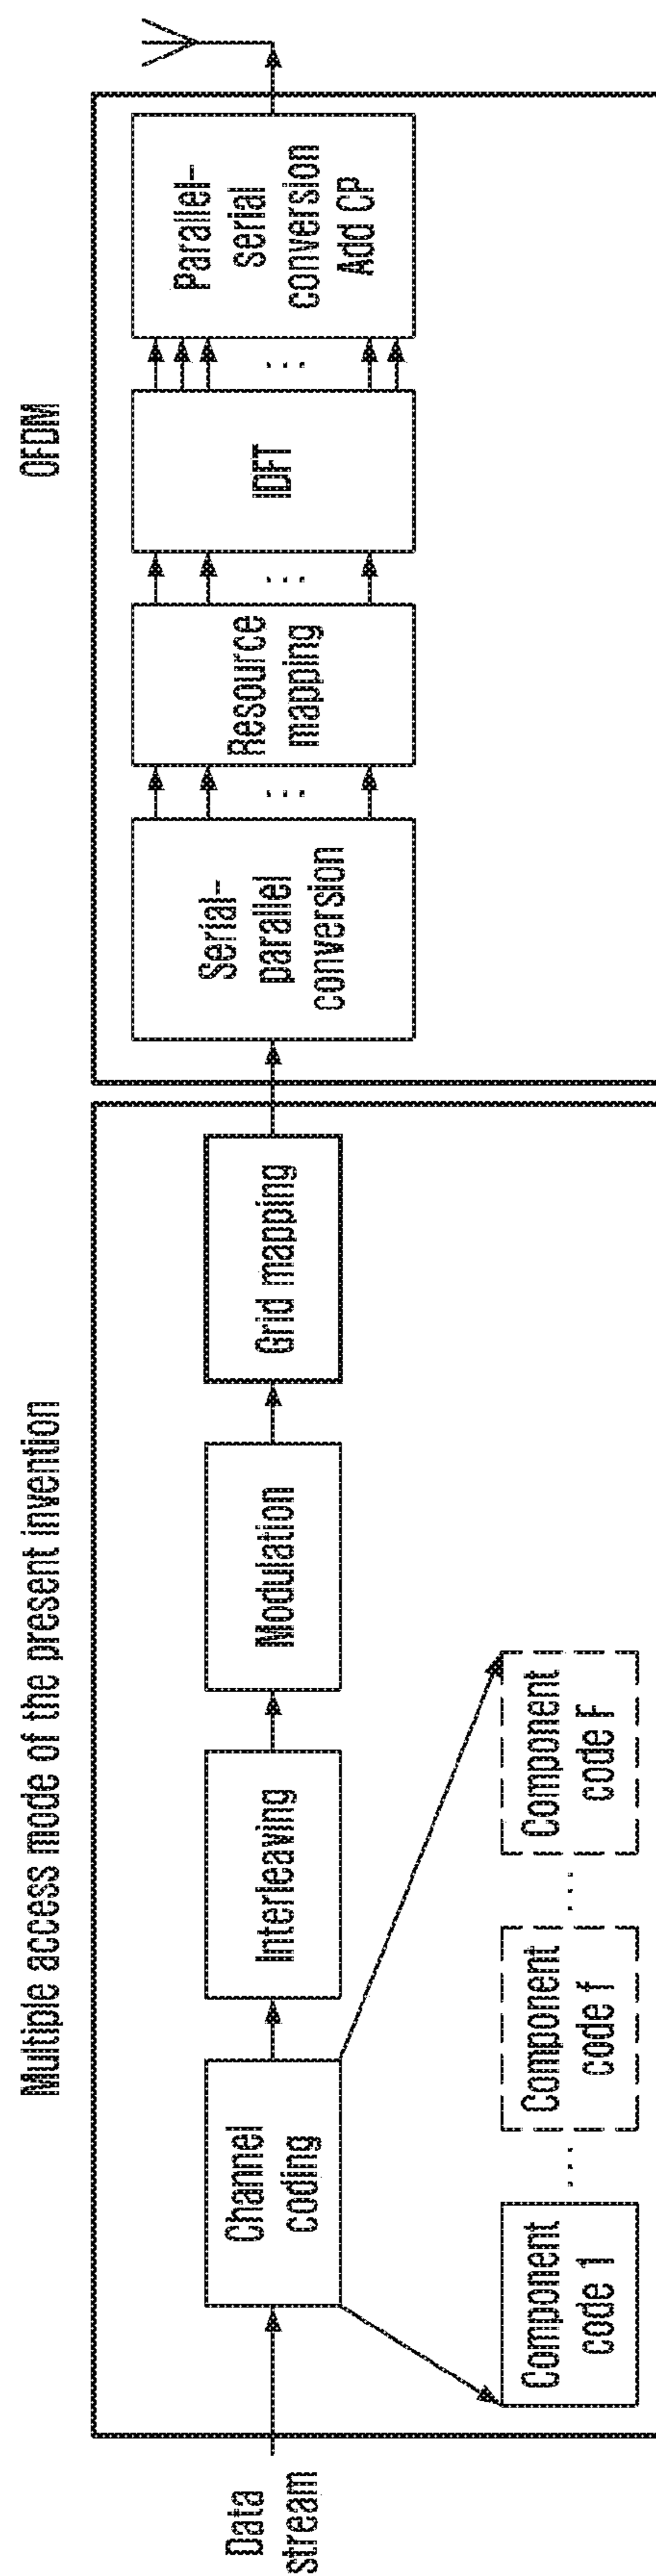 Multiple access mode of the present invention
OFDM
Data
stream
Channel
coding
Interleaving
Modulation
Grid mapping
Serial-
parallel
conversion
Resource
mapping
IDFT
Parallel-
serial
conversion
Add CP
Component
code 1
...
Component
code f
...
Component
code F